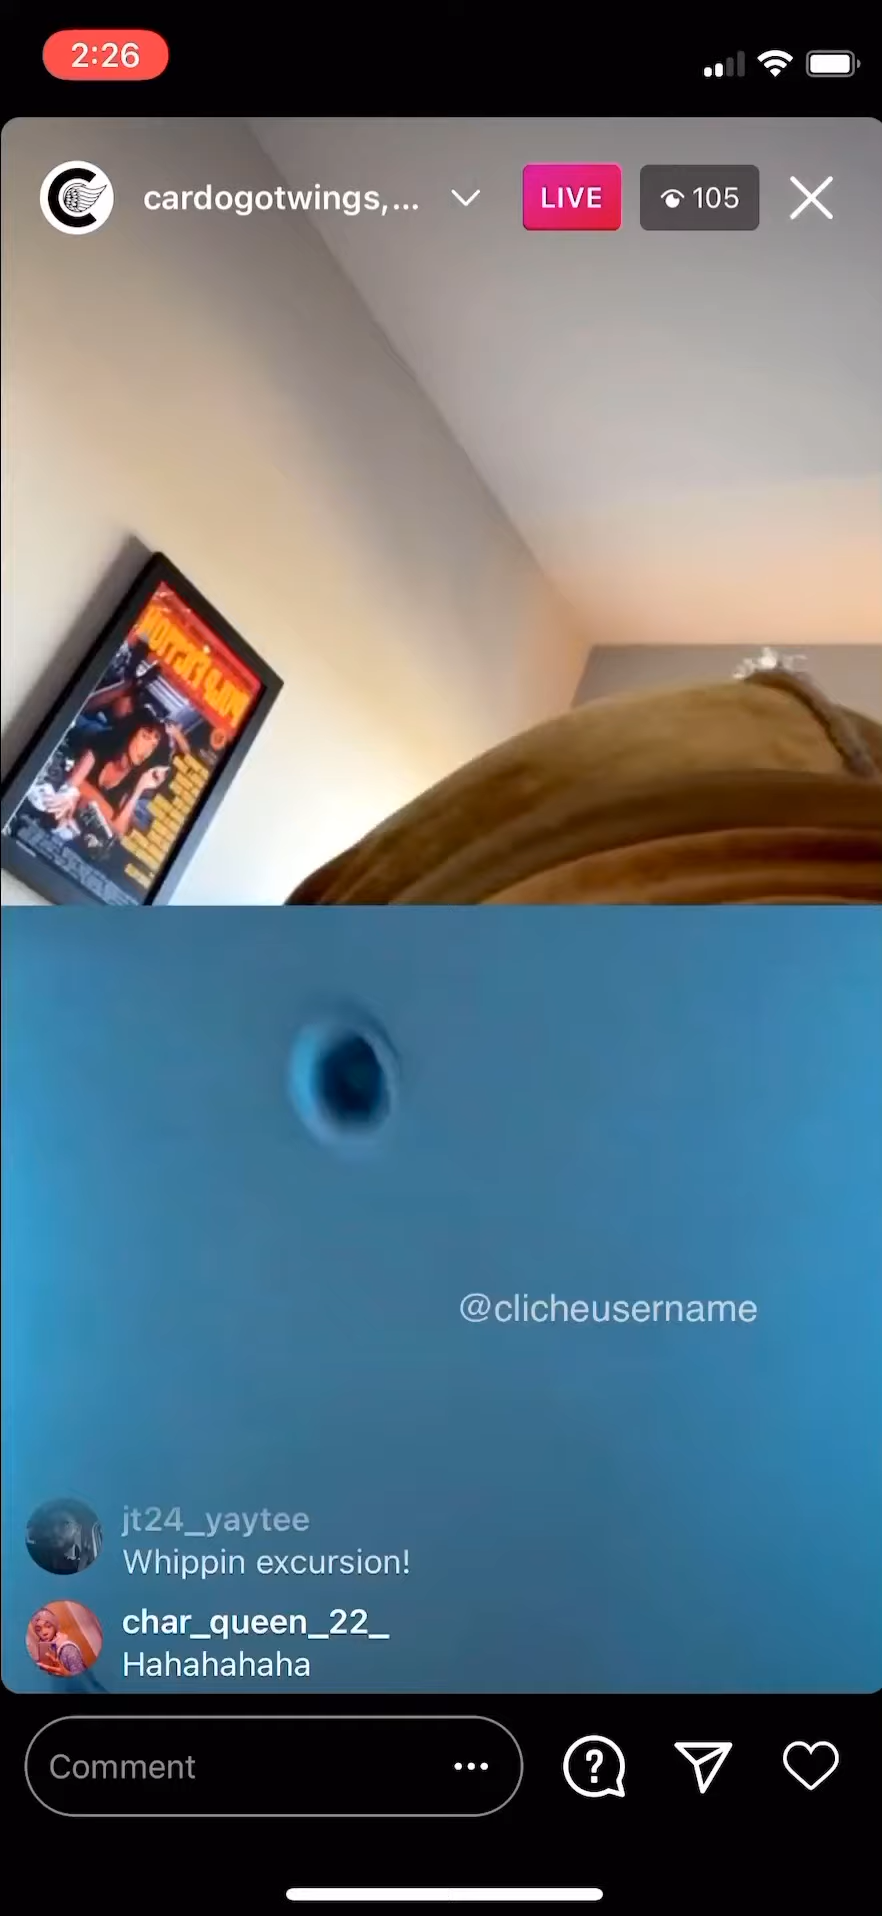 2:26
cardogotwings,...
LIVE
105
@clicheusername
jt24_yaytee
Whippin excursion!
char_queen_22_
Hahahahaha
Comment